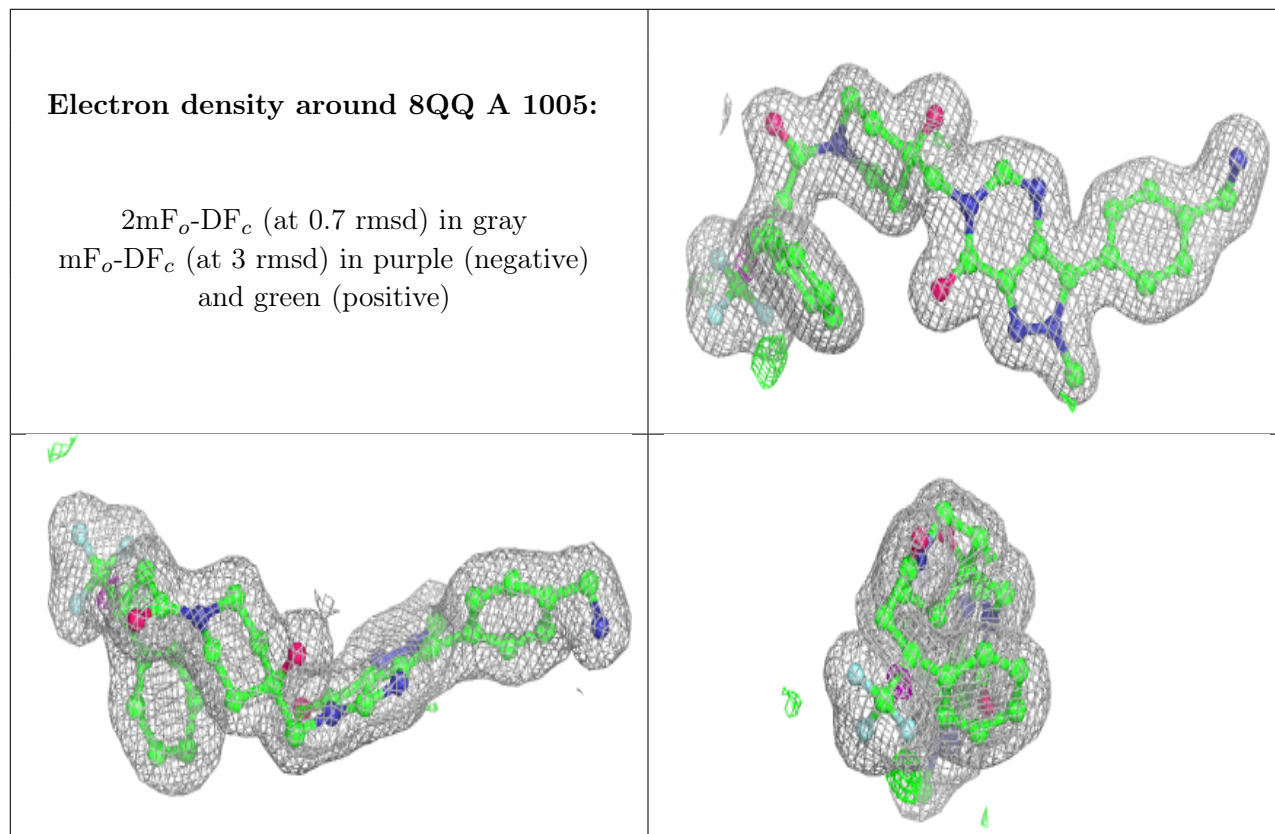 Electron density around 8QQ A 1005:
2mFo-DFc (at 0.7 rmsd) in gray
mFo-DFc (at 3 rmsd) in purple (negative)
and green (positive)